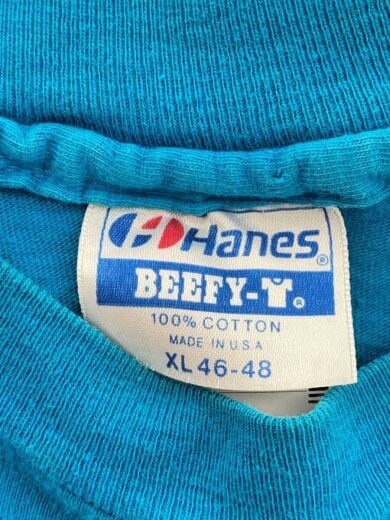 Hanes®
BEEFY-T®
100% COTTON
MADE IN U.S.A
XL 46-48